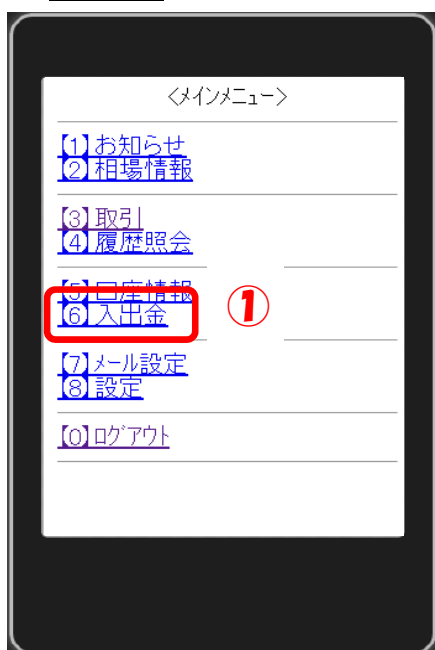 <メインメニュー>
【1】お知らせ
【2】相場情報
【3】取引
【4】履歴照会
【5】口座情報
【6】入出金
①
【7】メール設定
【8】設定
【0】ログアウト